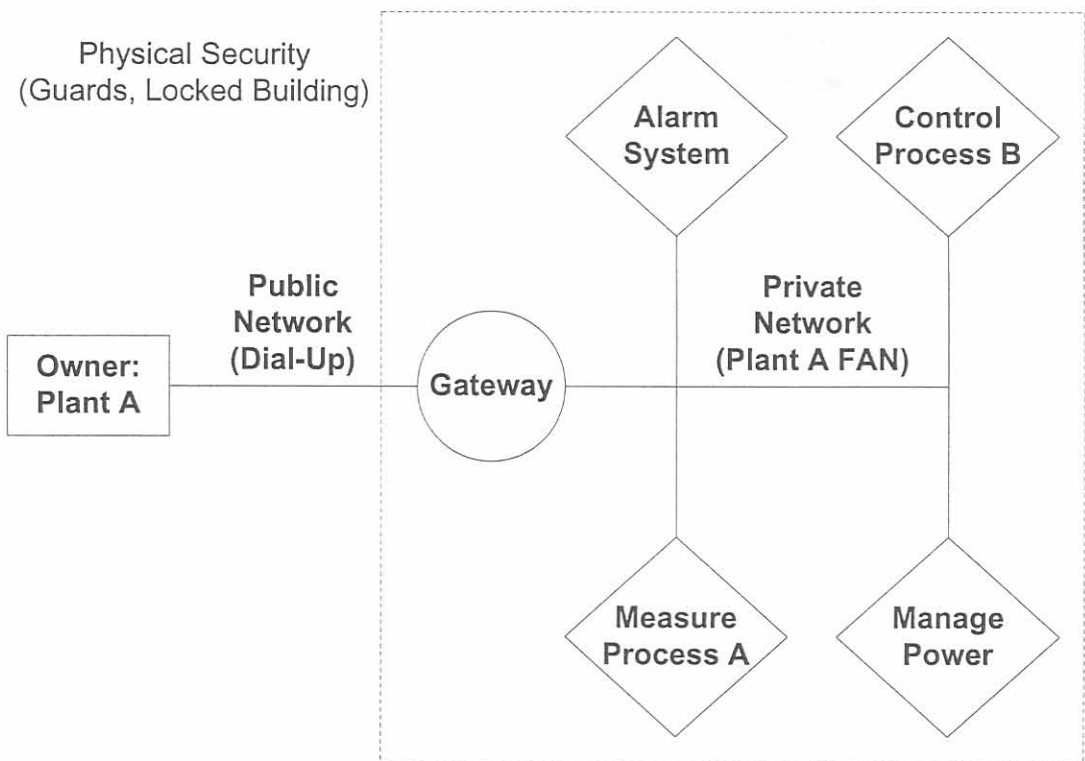 Physical Security
(Guards, Locked Building)
Alarm
System
Control
Process B
Public
Network
(Dial-Up)
Private
Network
(Plant A FAN)
Owner:
Plant A
Gateway
Measure
Process A
Manage
Power